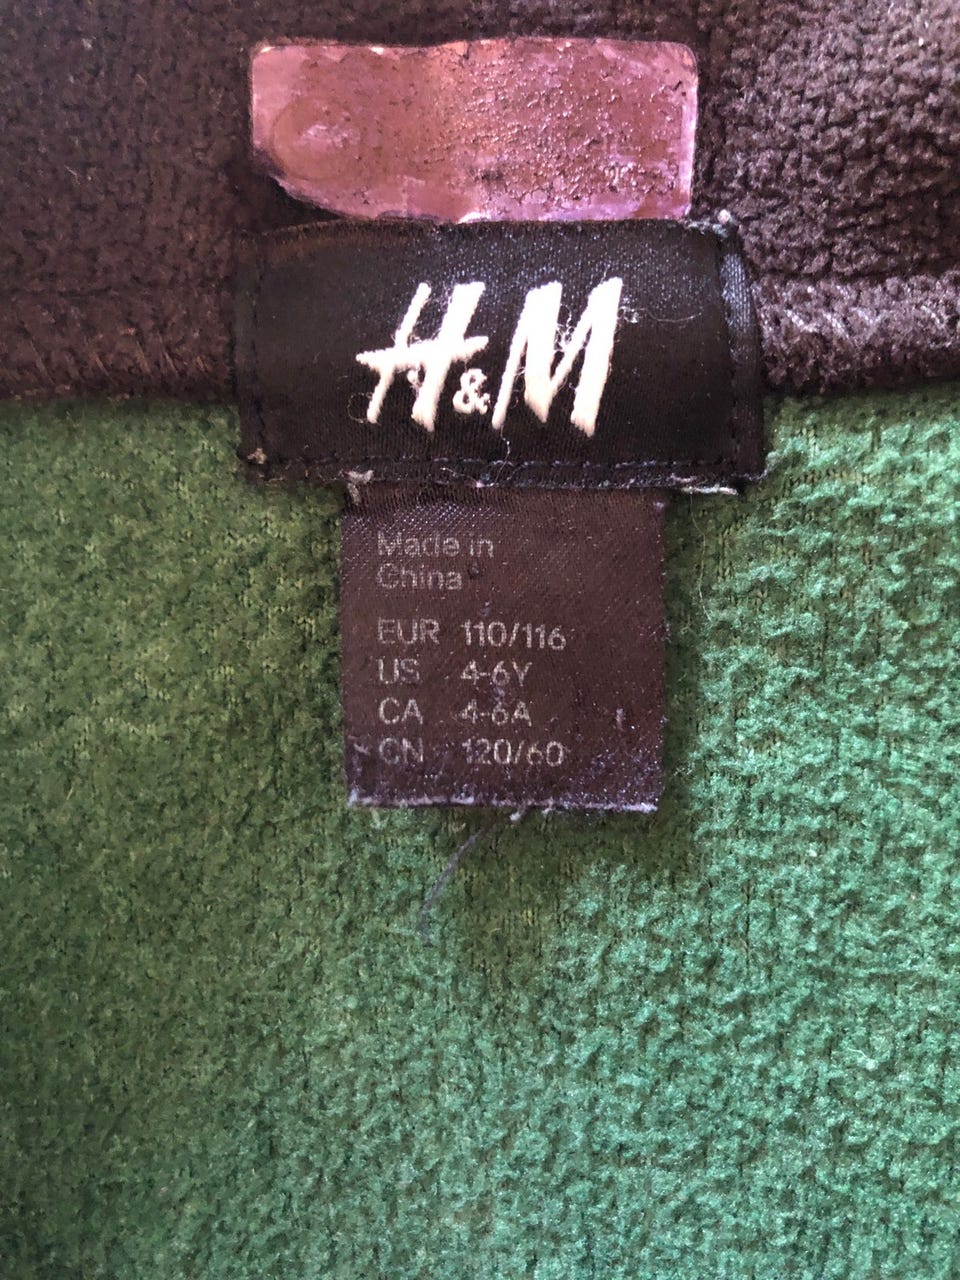 H&M
Made in
China
EUR 110/116
US 4-6Y
CA 4-6A
CN 120/60